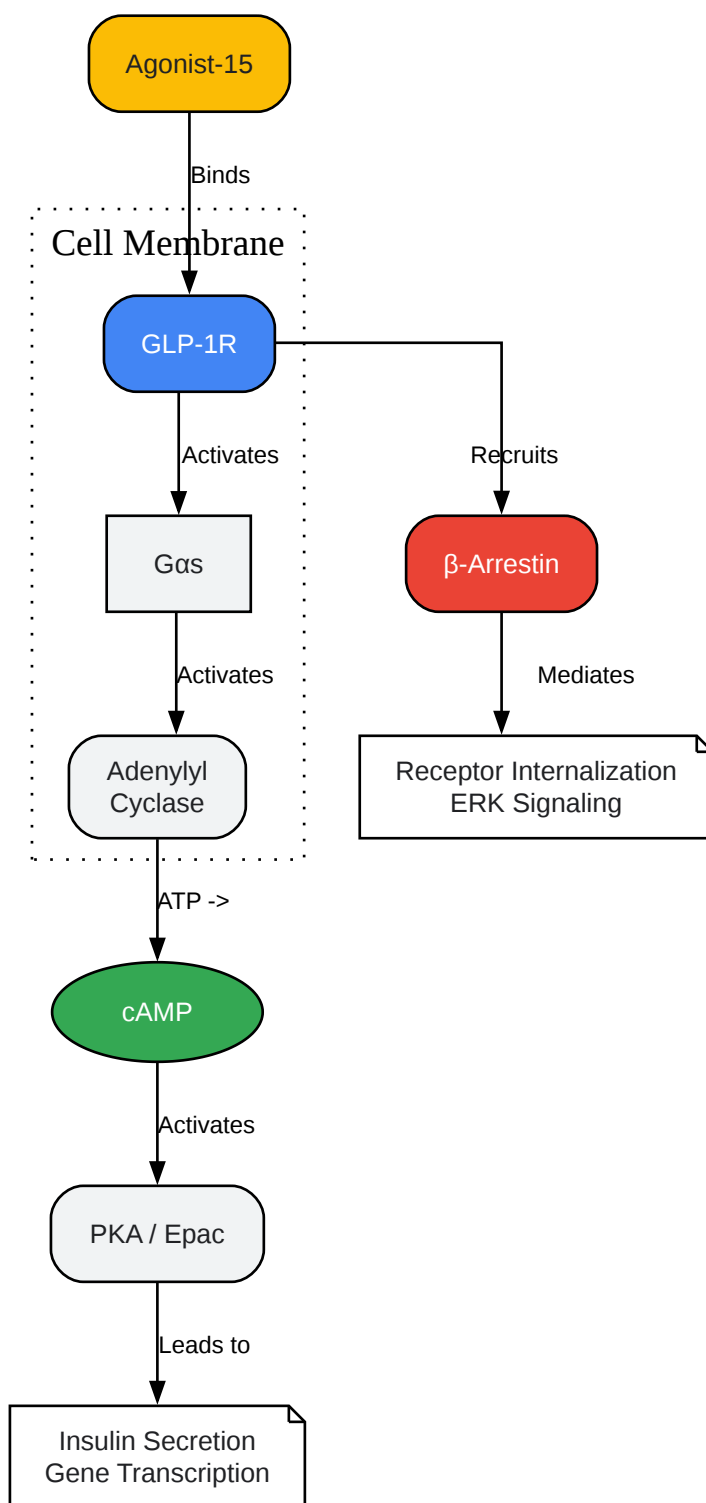 Agonist-15
Binds
Cell Membrane
GLP-1R
Activates
Recruits
Gαs
β-Arrestin
Activates
Mediates
Adenylyl
Cyclase
Receptor Internalization
ERK Signaling
ATP ->
cAMP
Activates
PKA / Epac
Leads to
Insulin Secretion
Gene Transcription